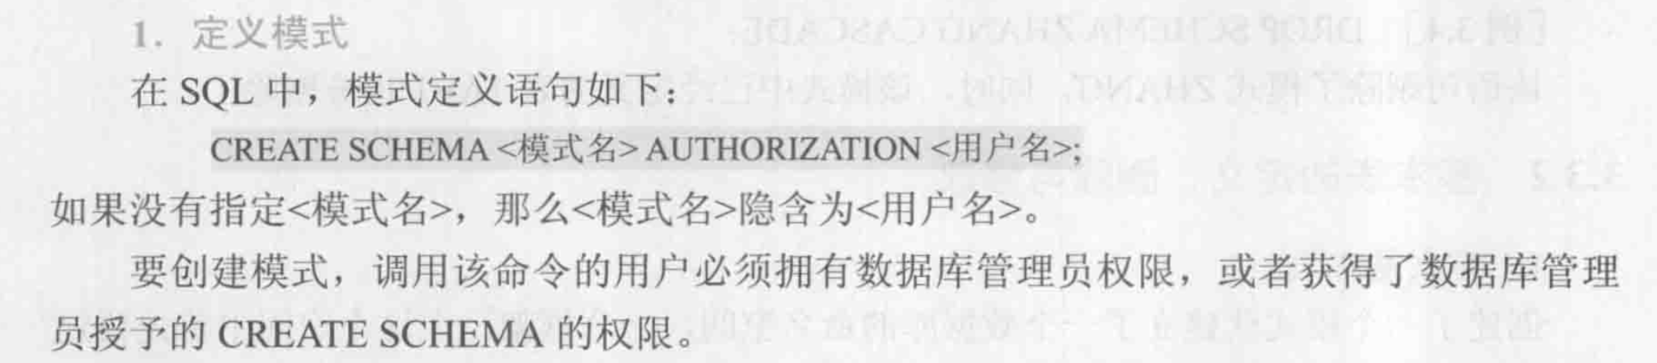 1. 定义模式
在 SQL 中，模式定义语句如下：
CREATE SCHEMA <模式名> AUTHORIZATION <用户名>;
如果没有指定<模式名>，那么<模式名>隐含为<用户名>。
要创建模式，调用该命令的用户必须拥有数据库管理员权限，或者获得了数据库管理
员授予的 CREATE SCHEMA 的权限。